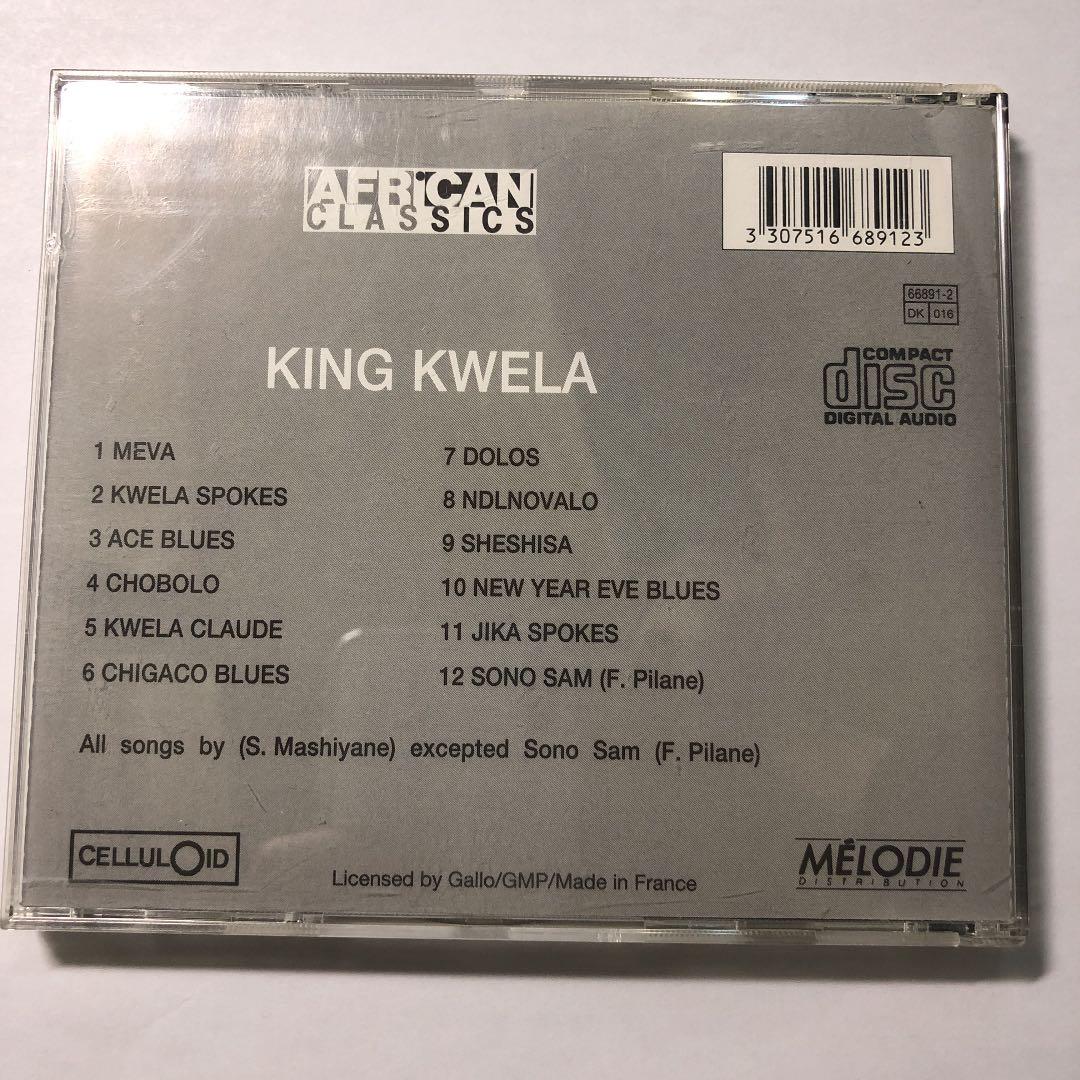 AFRiCAN
CLASSICS
3 307516 689123
66891-2
DK 016
COMPACT
disc
DIGITAL AUDIO
KING KWELA
1 MEVA
2 KWELA SPOKES
3 ACE BLUES
4 CHOBOLO
5 KWELA CLAUDE
6 CHIGACO BLUES
7 DOLOS
8 NDLNOVALO
9 SHESHISA
10 NEW YEAR EVE BLUES
11 JIKA SPOKES
12 SONO SAM (F. Pilane)
All songs by (S. Mashiyane) excepted Sono Sam (F. Pilane)
CELLULOID
Licensed by Gallo/GMP/Made in France
MÉLODIE
DISTRIBUTION